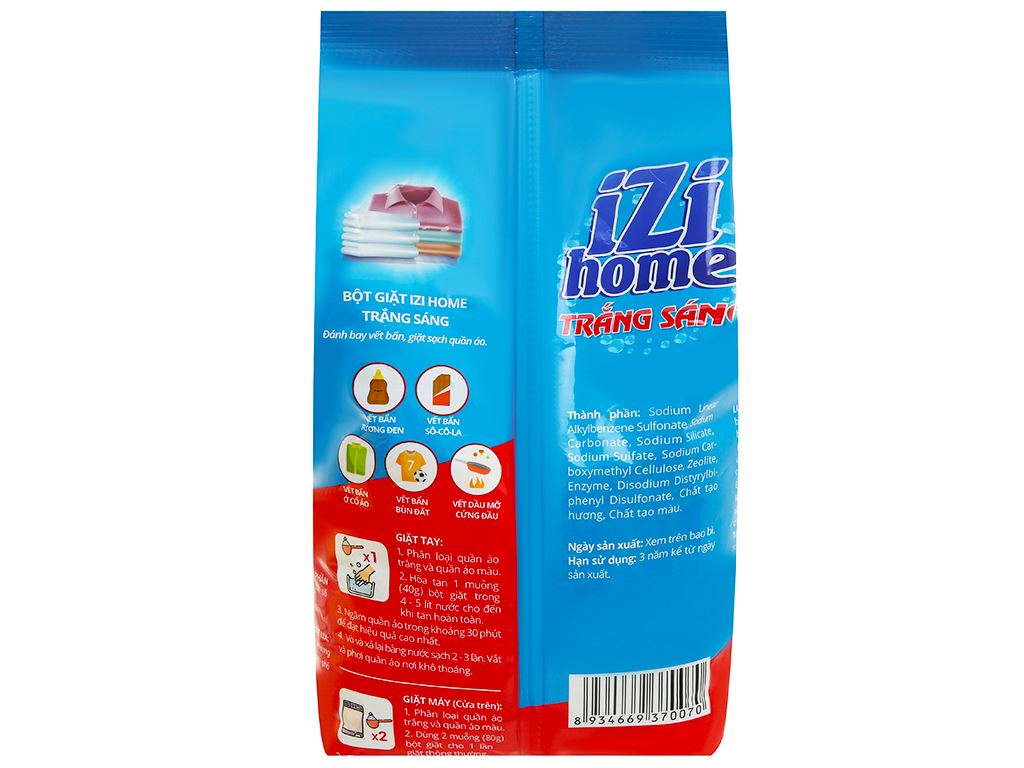 BỘT GIẶT IZI HOME
TRẮNG SÁNG
Đánh bay vết bẩn, giặt sạch quần áo.
VẾT BẨN
TƯƠNG ĐEN
VẾT BẨN
SÔ-CÔ-LA
VẾT BẨN
Ở CỔ ÁO
7
VẾT BẨN
BÙN ĐẤT
VẾT DẦU MỠ
CỨNG ĐẦU
GIẶT TAY:
x1
1. Phân loại quần áo
trắng và quần áo màu.
2. Hòa tan 1 muỗng
(40g) bột giặt trong
4 - 5 lít nước cho đến
khi tan hoàn toàn.
3. Ngâm quần áo trong khoảng 30 phút
để đạt hiệu quả cao nhất.
4. Vò và xả lại bằng nước sạch 2 - 3 lần. Vắt
và phơi quần áo nơi khô thoáng.
GIẶT MÁY (Cửa trên):
x2
1. Phân loại quần áo
trắng và quần áo màu.
2. Dùng 2 muỗng (80g)
bột giặt cho 1 lần
giặt thông thường.
iZi
home
TRẮNG SÁNG
Thành phần: Sodium Linear
Alkylbenzene Sulfonate, Sodium
Carbonate, Sodium Silicate,
Sodium Sulfate, Sodium Car-
boxymethyl Cellulose, Zeolite,
Enzyme, Disodium Distyrylbi-
phenyl Disulfonate, Chất tạo
hương, Chất tạo màu.
Ngày sản xuất: Xem trên bao bì.
Hạn sử dụng: 3 năm kể từ ngày
sản xuất.
8 934669 370070